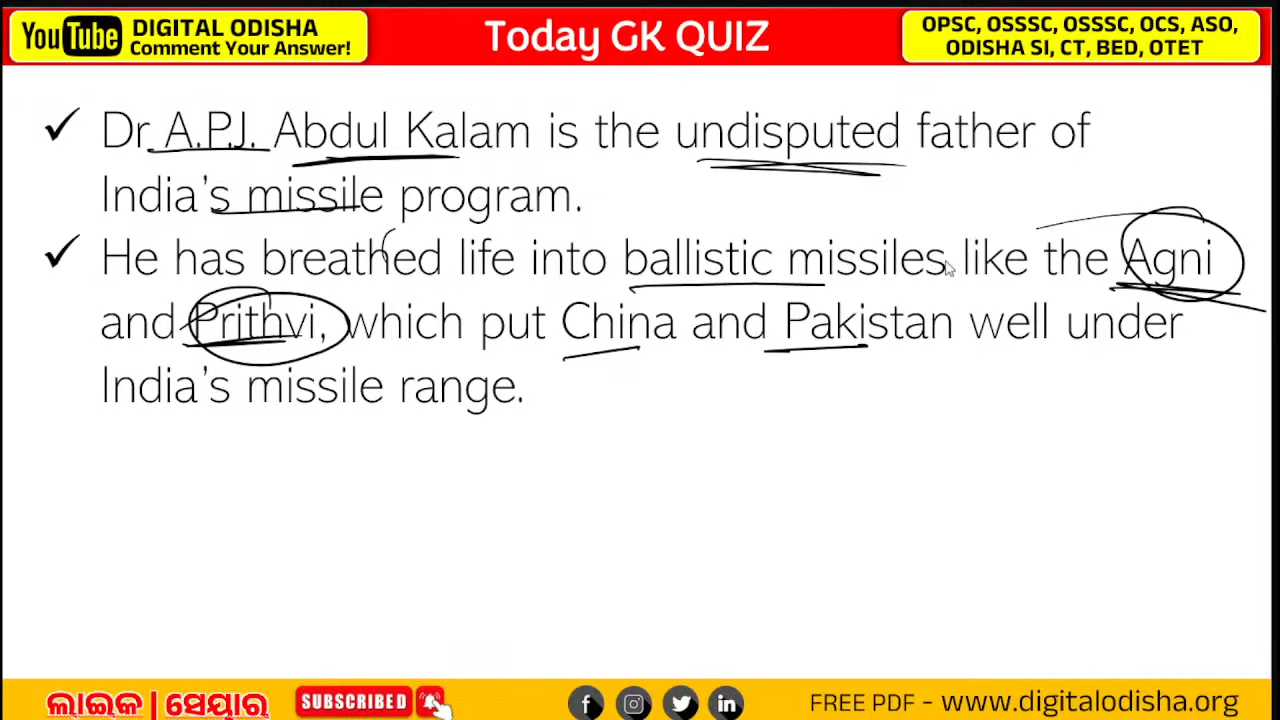 YouTube DIGITAL ODISHA
Comment Your Answer!
Today GK QUIZ
OPSC, OSSSC, OSSSC, OCS, ASO,
ODISHA SI, CT, BED, OTET
✓ Dr A.P.J. Abdul Kalam is the undisputed father of
India's missile program.
✓ He has breathed life into ballistic missiles like the Agni
and Prithvi, which put China and Pakistan well under
India's missile range.
ଲାଇକ | ସେୟାର୍
SUBSCRIBED
FREE PDF - www.digitalodisha.org